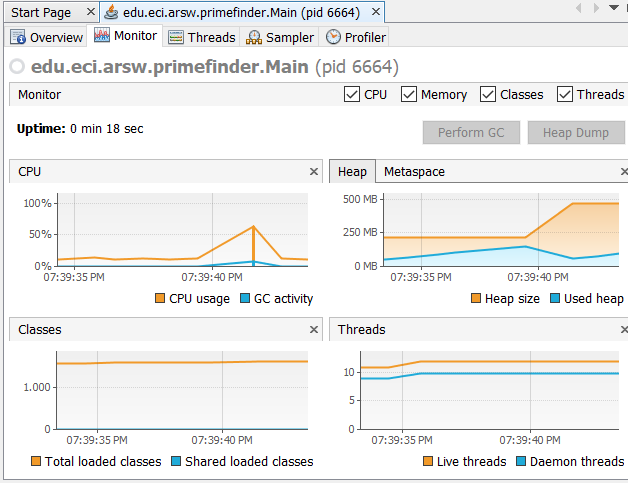 Start Page × edu.eci.arsw.primefinder.Main (pid 6664) ×
Overview Monitor Threads Sampler Profiler
edu.eci.arsw.primefinder.Main (pid 6664)
Monitor CPU Memory Classes Threads
Uptime: 0 min 18 sec Perform GC Heap Dump
CPU ×
100%
50%
0%
07:39:35 PM 07:39:40 PM
CPU usage GC activity
Heap Metaspace ×
500 MB
250 MB
0 MB
07:39:35 PM 07:39:40 PM
Heap size Used heap
Classes ×
1.000
0
07:39:35 PM 07:39:40 PM
Total loaded classes Shared loaded classes
Threads ×
10
5
0
07:39:35 PM 07:39:40 PM
Live threads Daemon threads